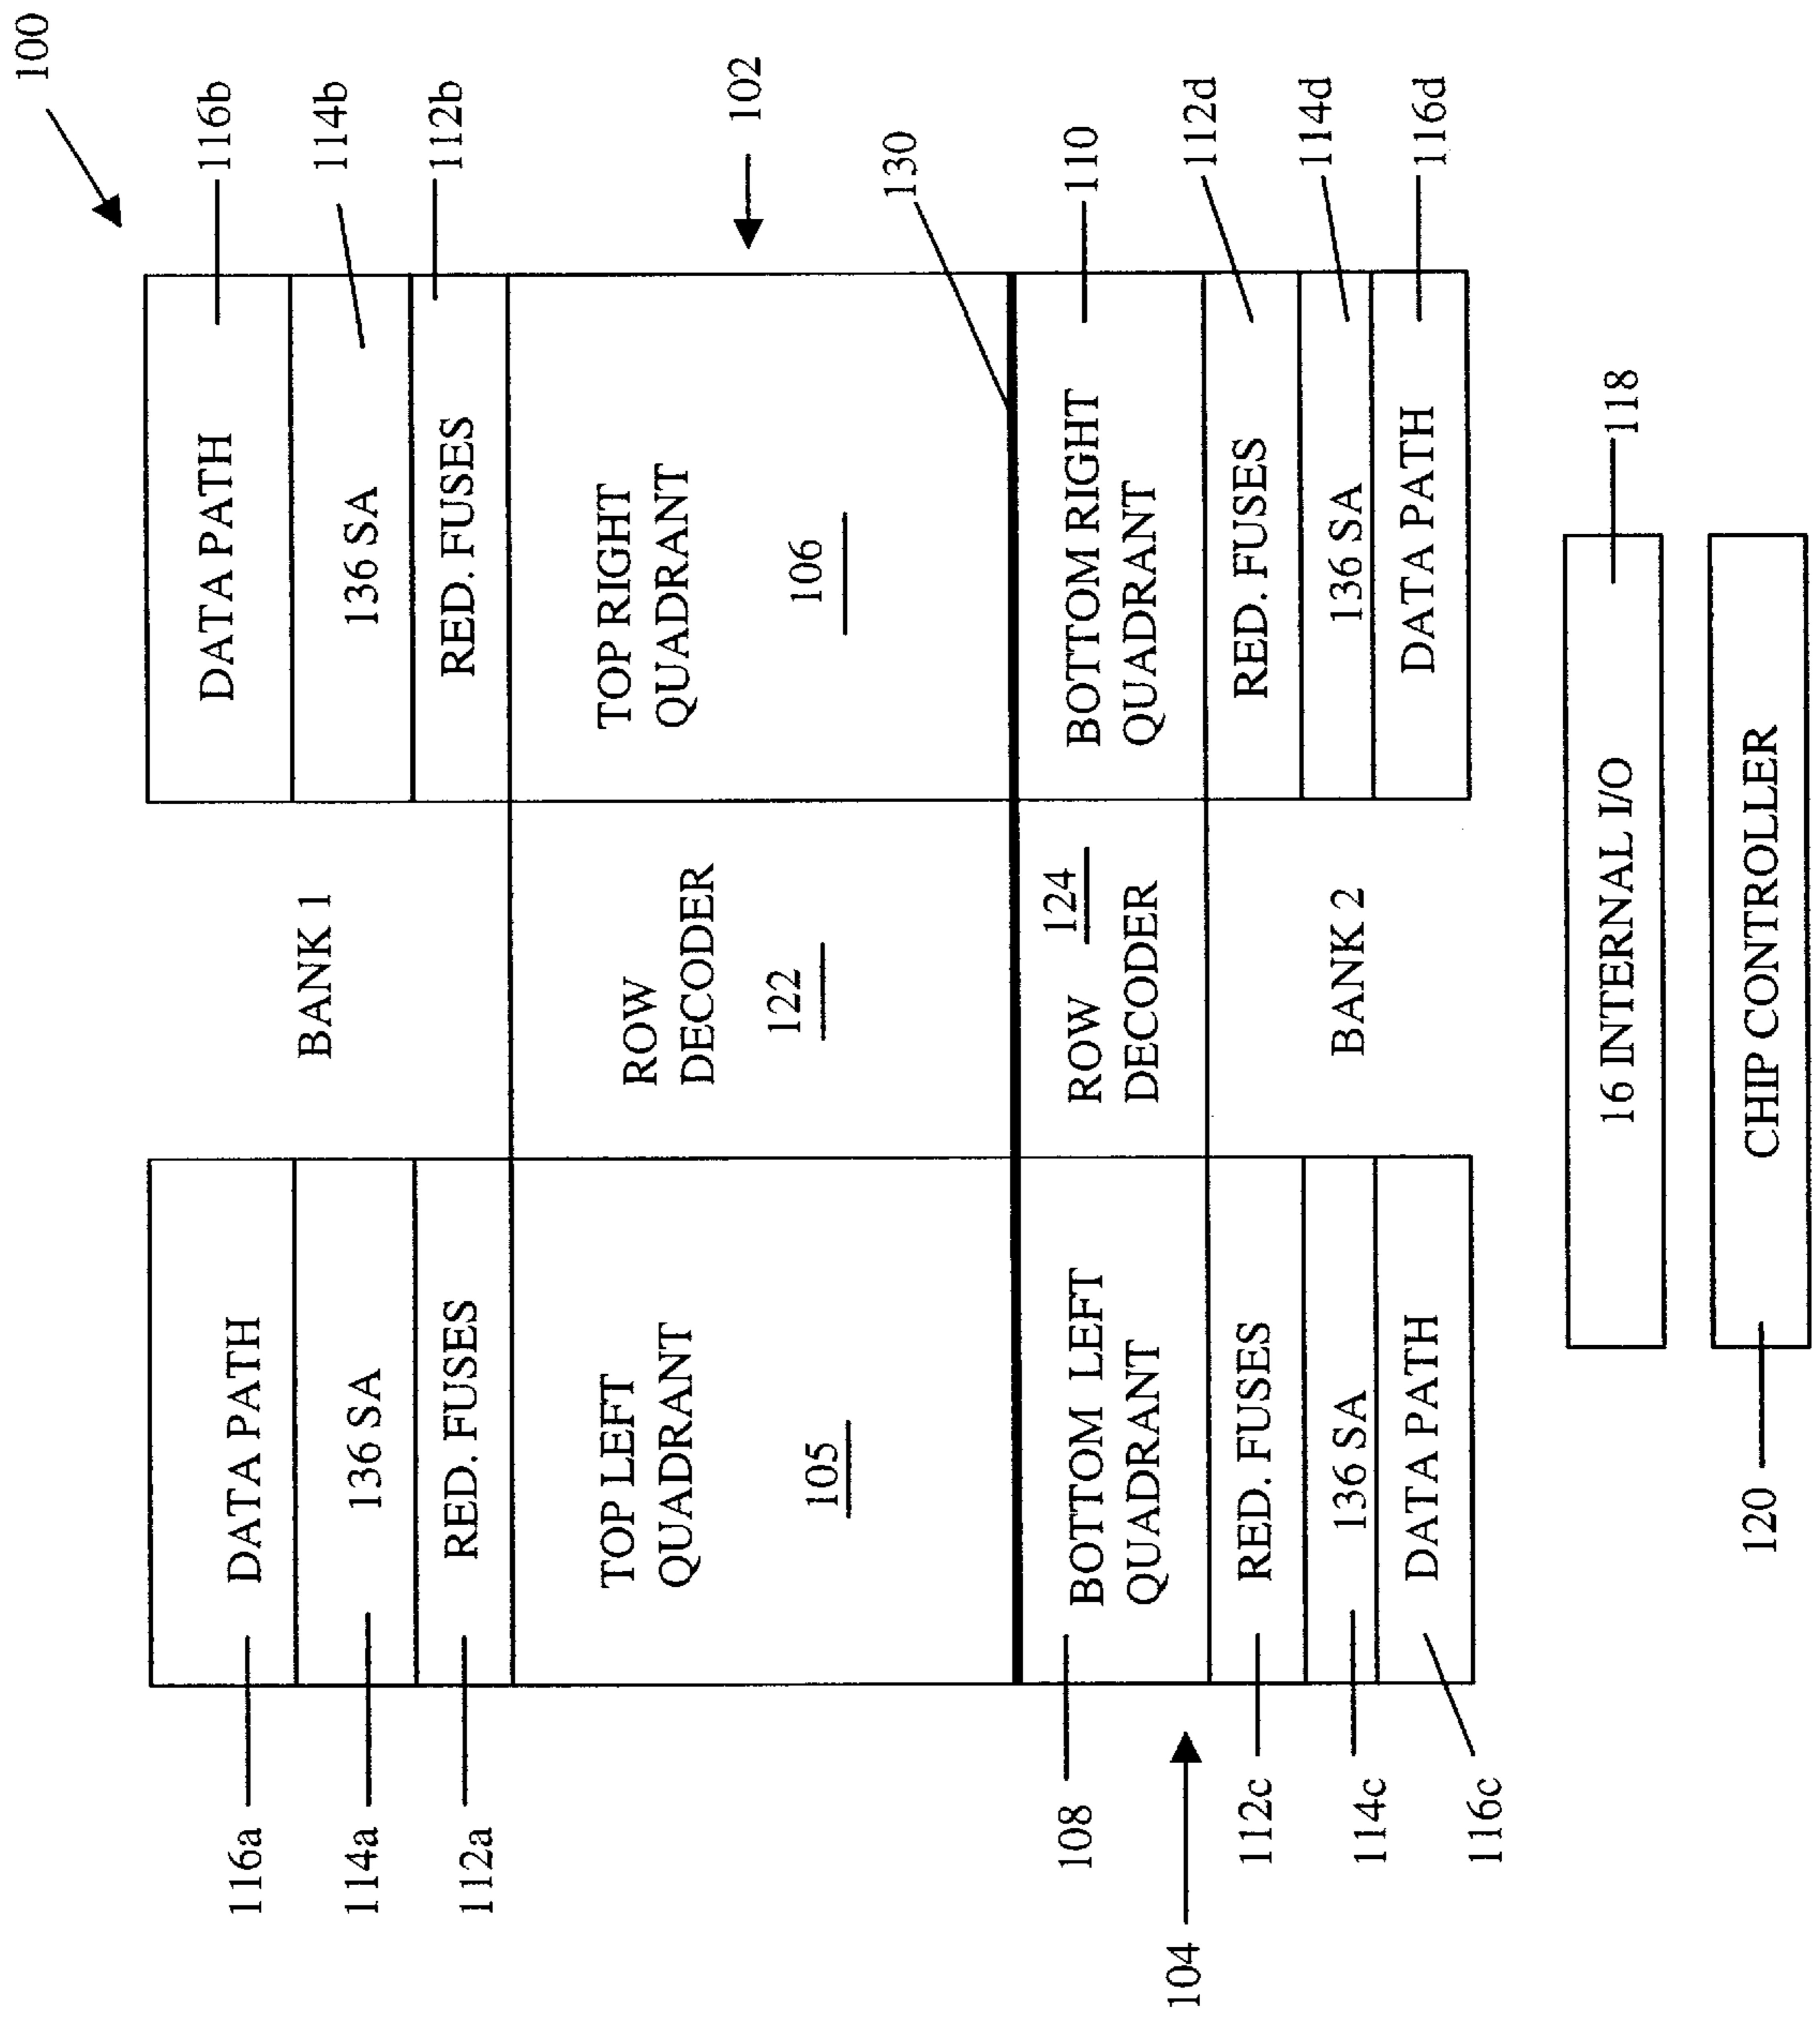 100
116a
DATA PATH
BANK 1
DATA PATH
116b
114a
136 SA
136 SA
114b
112a
RED. FUSES
RED. FUSES
112b
TOP LEFT
QUADRANT
105
ROW
DECODER
122
TOP RIGHT
QUADRANT
106
102
130
108
BOTTOM LEFT
QUADRANT
ROW
DECODER
124
BOTTOM RIGHT
QUADRANT
110
104
112c
RED. FUSES
BANK 2
RED. FUSES
112d
114c
136 SA
136 SA
114d
116c
DATA PATH
DATA PATH
116d
16 INTERNAL I/O
118
120
CHIP CONTROLLER